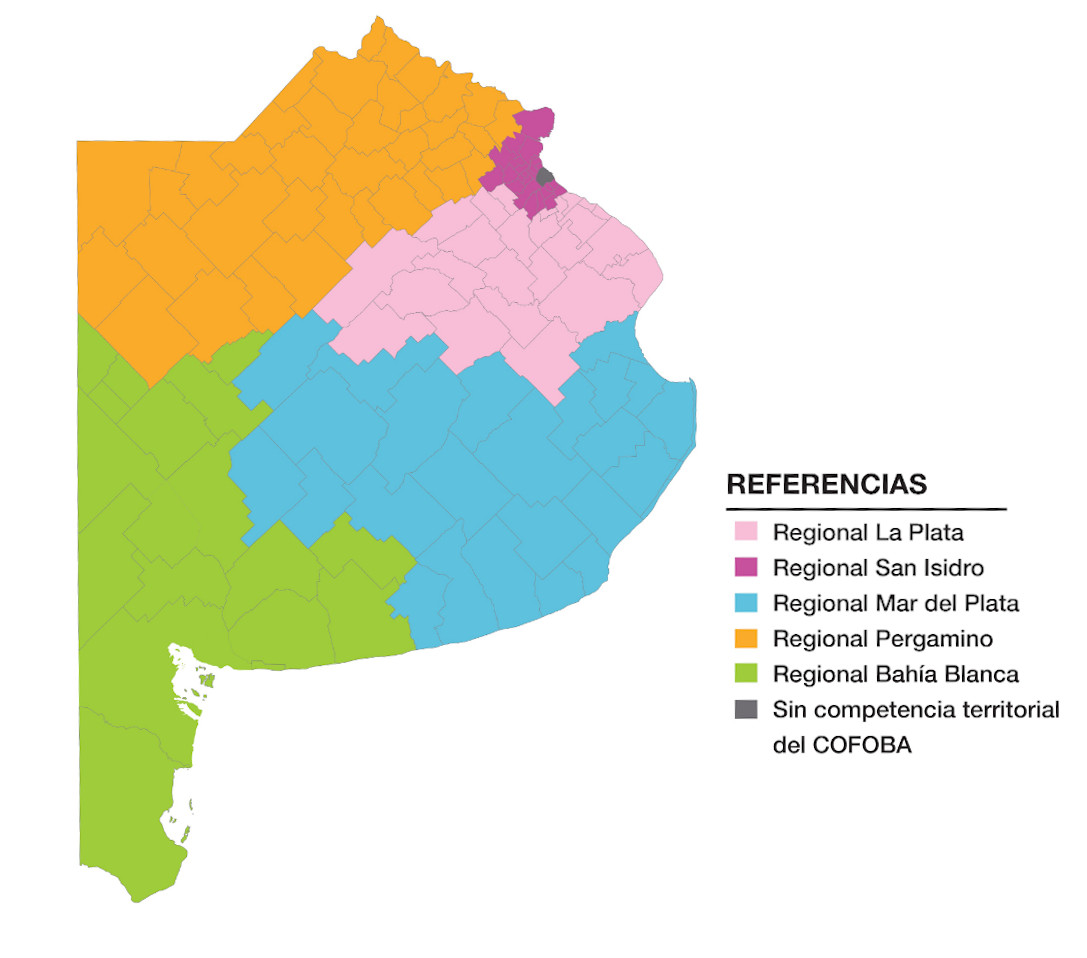 REFERENCIAS
Regional La Plata
Regional San Isidro
Regional Mar del Plata
Regional Pergamino
Regional Bahía Blanca
Sin competencia territorial
del COFOBA